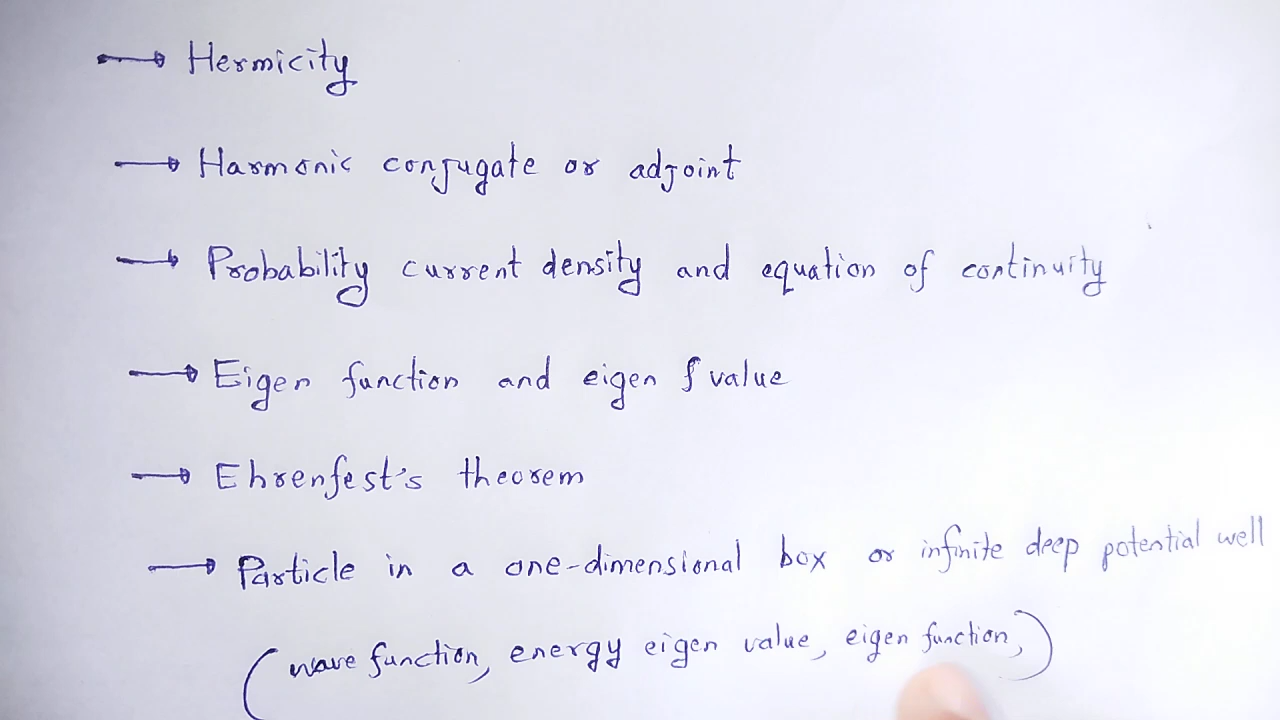 → Hermicity
→ Harmonic conjugate or adjoint
→ Probability current density and equation of continuity
→ Eigen function and eigen value
→ Ehrenfest's theorem
→ Particle in a one-dimensional box or infinite deep potential well
(wave function, energy eigen value, eigen function,)